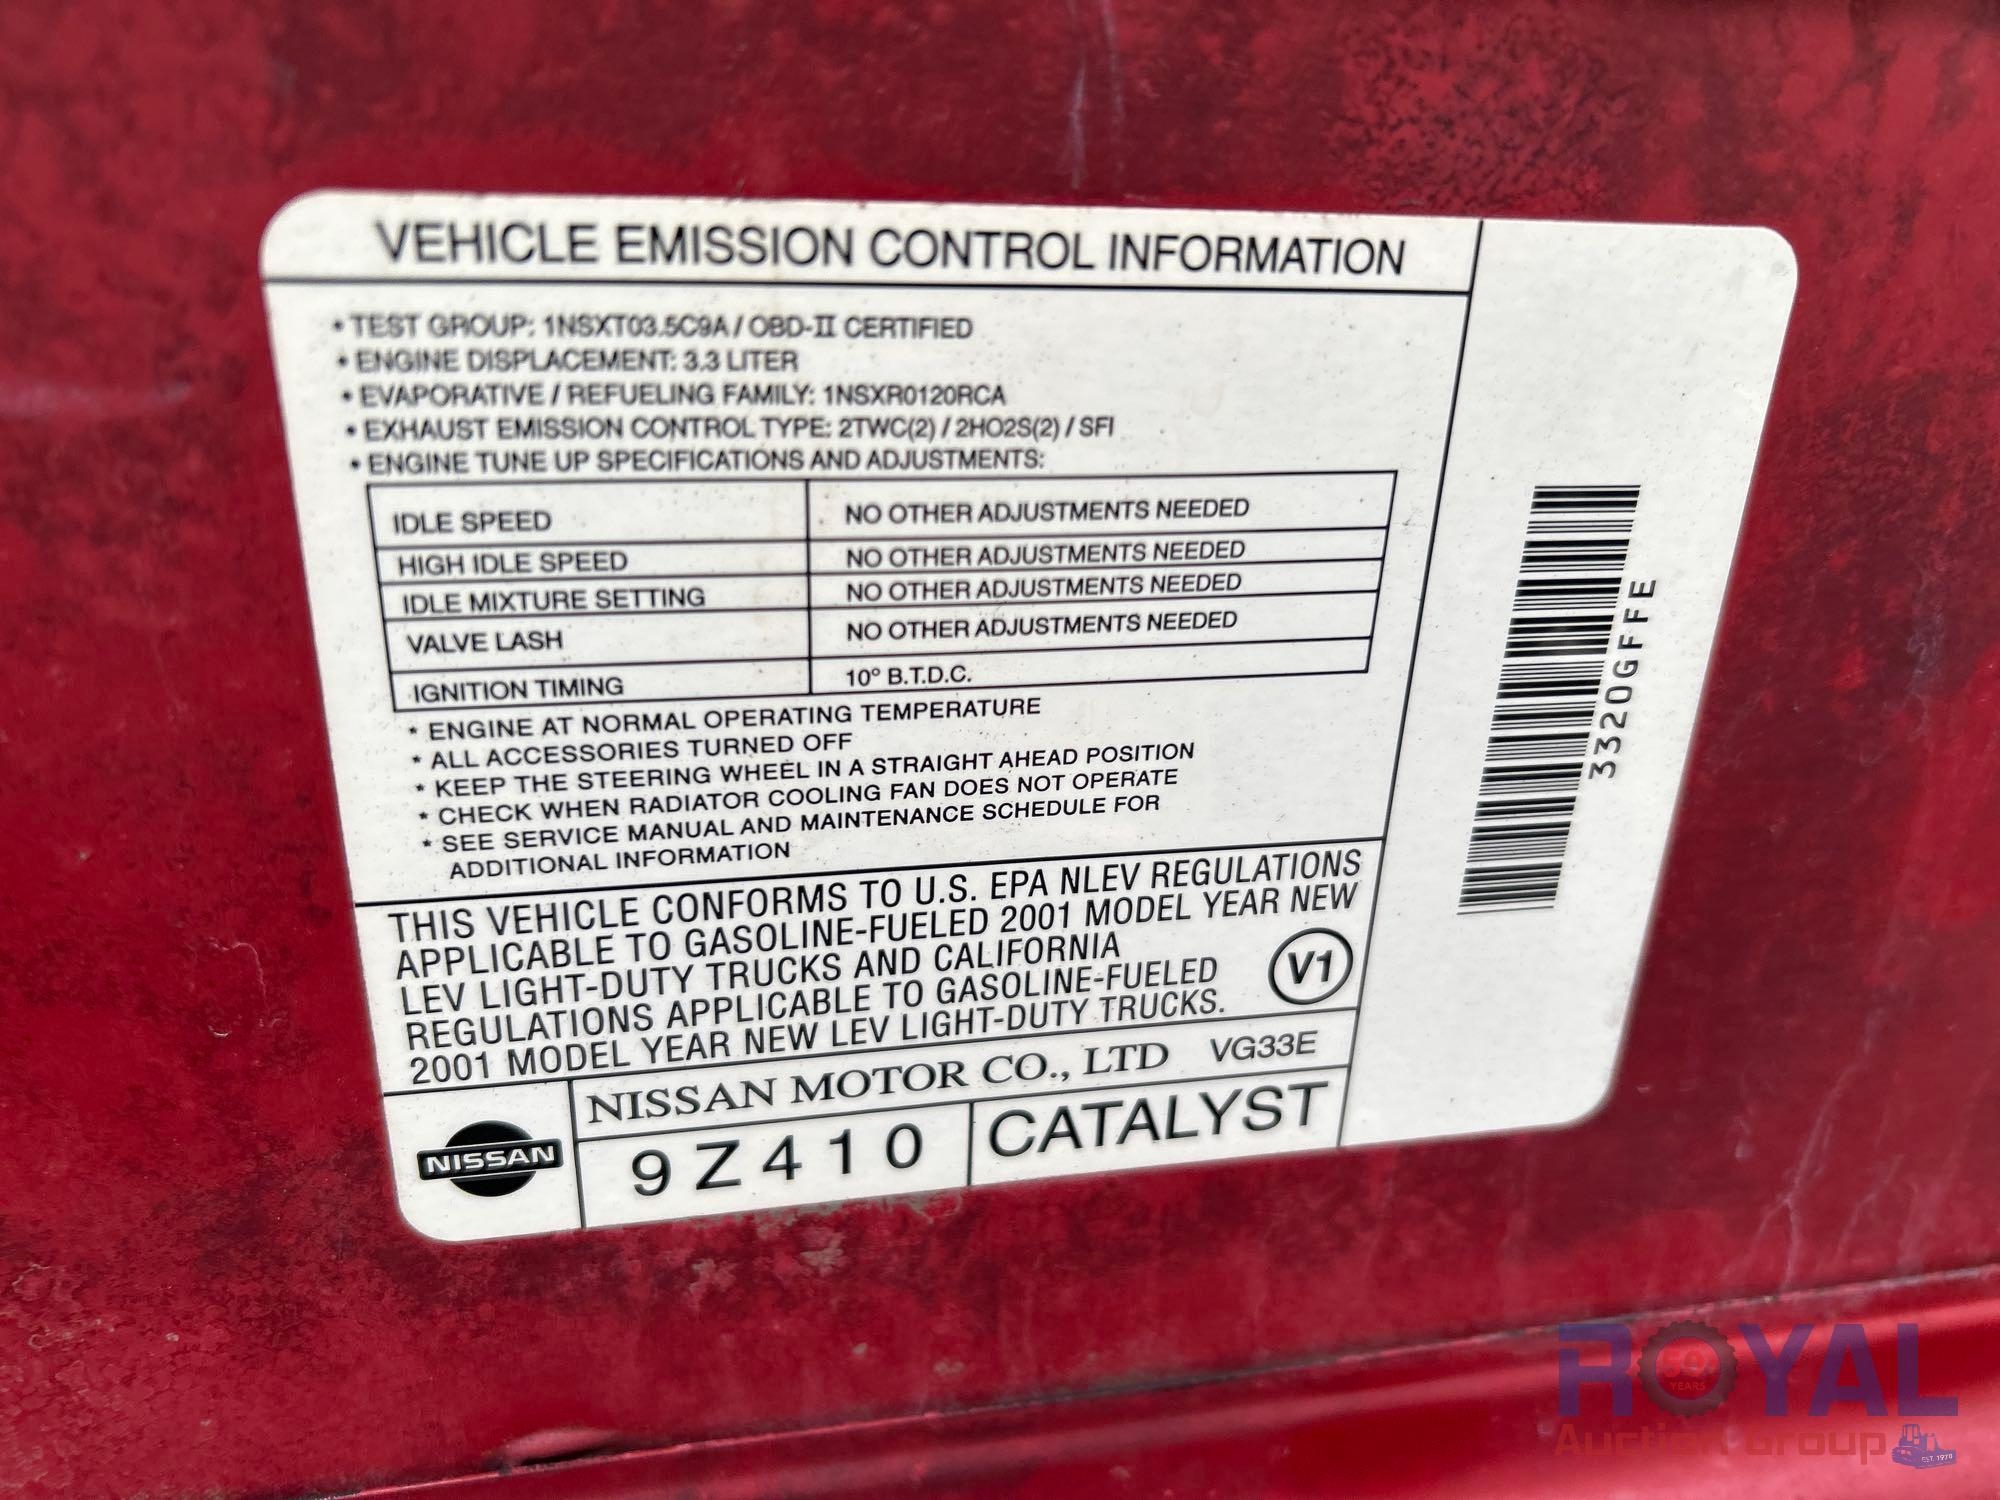 VEHICLE EMISSION CONTROL INFORMATION
• TEST GROUP: 1NSXT03.5C9A / OBD-II CERTIFIED
• ENGINE DISPLACEMENT: 3.3 LITER
• EVAPORATIVE / REFUELING FAMILY: 1NSXR0120RCA
• EXHAUST EMISSION CONTROL TYPE: 2TWC(2) / 2HO2S(2) / SFI
• ENGINE TUNE UP SPECIFICATIONS AND ADJUSTMENTS:
IDLE SPEED NO OTHER ADJUSTMENTS NEEDED
HIGH IDLE SPEED NO OTHER ADJUSTMENTS NEEDED
IDLE MIXTURE SETTING NO OTHER ADJUSTMENTS NEEDED
VALVE LASH NO OTHER ADJUSTMENTS NEEDED
IGNITION TIMING 10° B.T.D.C.
* ENGINE AT NORMAL OPERATING TEMPERATURE
* ALL ACCESSORIES TURNED OFF
* KEEP THE STEERING WHEEL IN A STRAIGHT AHEAD POSITION
* CHECK WHEN RADIATOR COOLING FAN DOES NOT OPERATE
* SEE SERVICE MANUAL AND MAINTENANCE SCHEDULE FOR
ADDITIONAL INFORMATION
THIS VEHICLE CONFORMS TO U.S. EPA NLEV REGULATIONS
APPLICABLE TO GASOLINE-FUELED 2001 MODEL YEAR NEW
LEV LIGHT-DUTY TRUCKS AND CALIFORNIA
REGULATIONS APPLICABLE TO GASOLINE-FUELED
2001 MODEL YEAR NEW LEV LIGHT-DUTY TRUCKS.
V1
NISSAN MOTOR CO., LTD VG33E
NISSAN
9Z410 CATALYST
3320GFFE
ROYAL
50 YEARS
Auction Group
EST. 1970